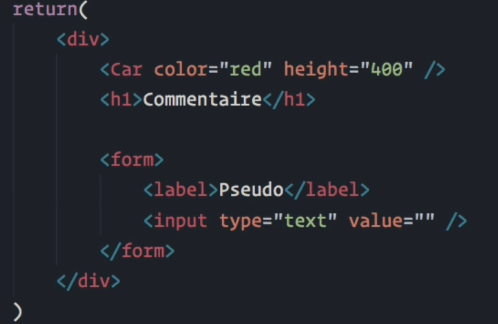 return(
<div>
<Car color="red" height="400" />
<h1>Commentaire</h1>
<form>
<label>Pseudo</label>
<input type="text" value="" />
</form>
</div>
)